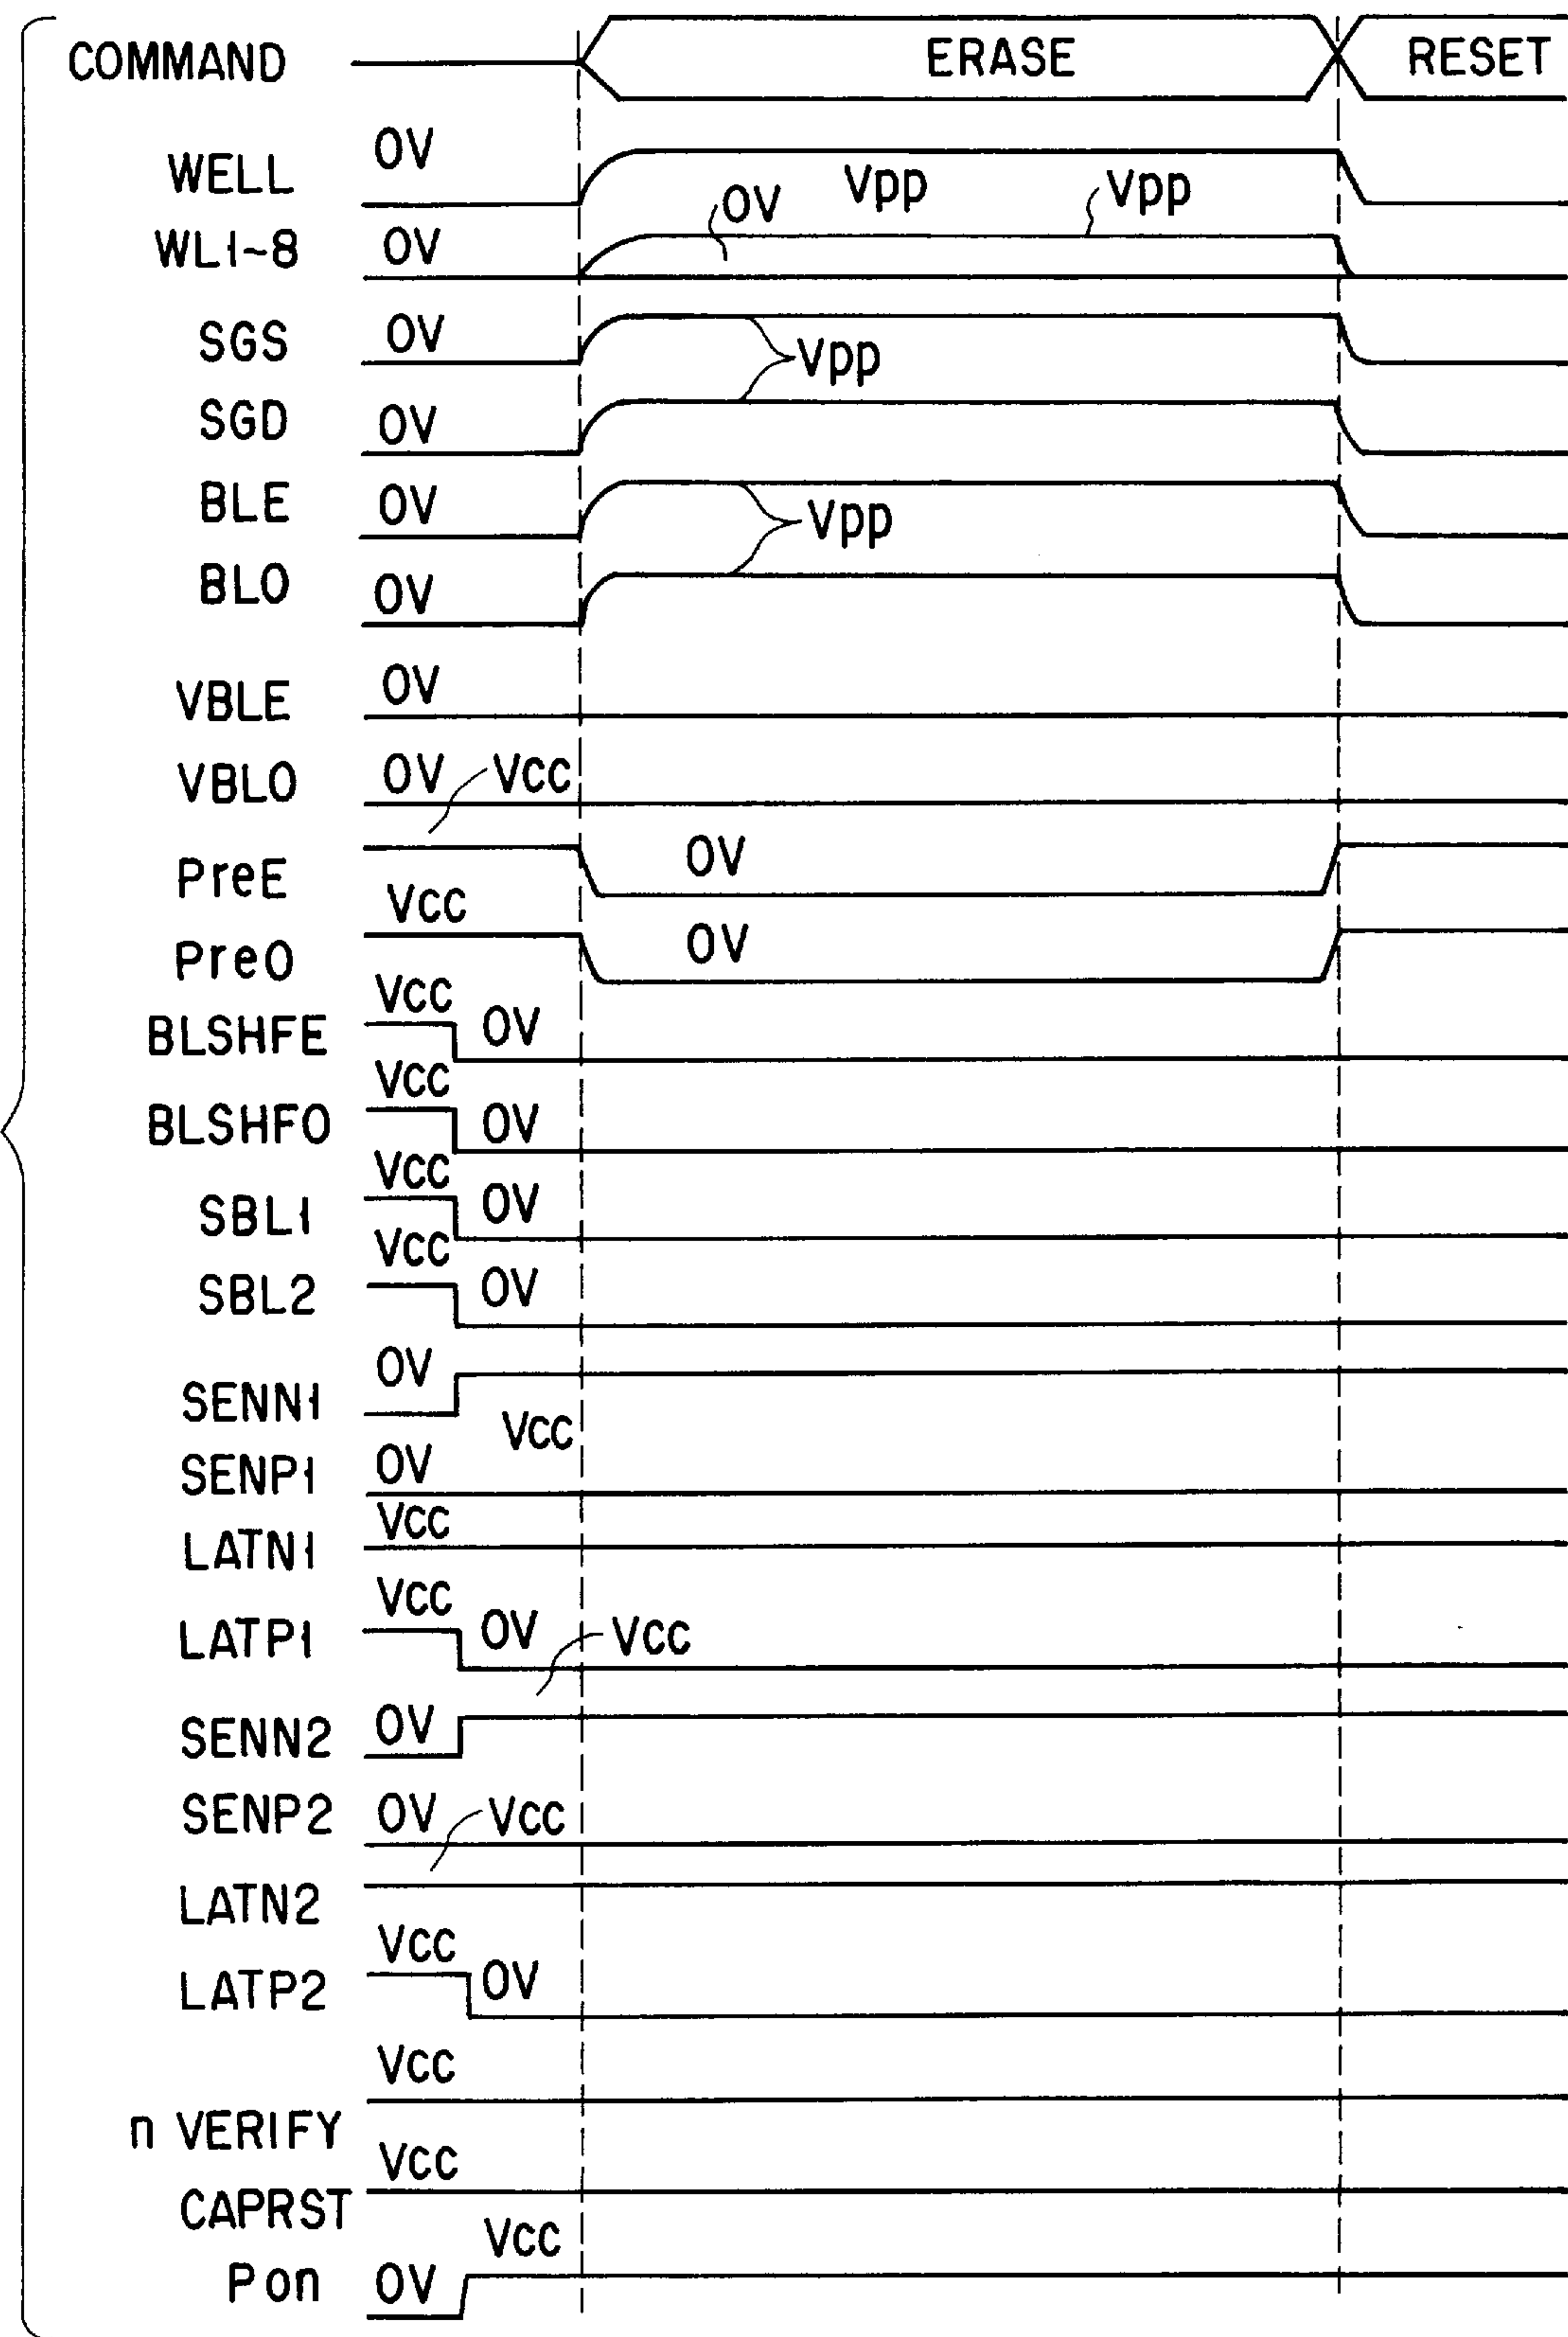 COMMAND ERASE RESET
WELL 0V Vpp
WL1~8 0V 0V Vpp
SGS 0V Vpp
SGD 0V
BLE 0V Vpp
BLO 0V
VBLE 0V
VBLO 0V Vcc
PreE 0V
PreO Vcc 0V
BLSHFE Vcc 0V
BLSHFO Vcc 0V
SBL1 Vcc 0V
SBL2 Vcc 0V
SENN1 0V Vcc
SENP1 0V
LATN1 Vcc
LATP1 Vcc 0V Vcc
SENN2 0V
SENP2 0V Vcc
LATN2
LATP2 Vcc 0V
n VERIFY Vcc
CAPRST Vcc
Pon 0V Vcc